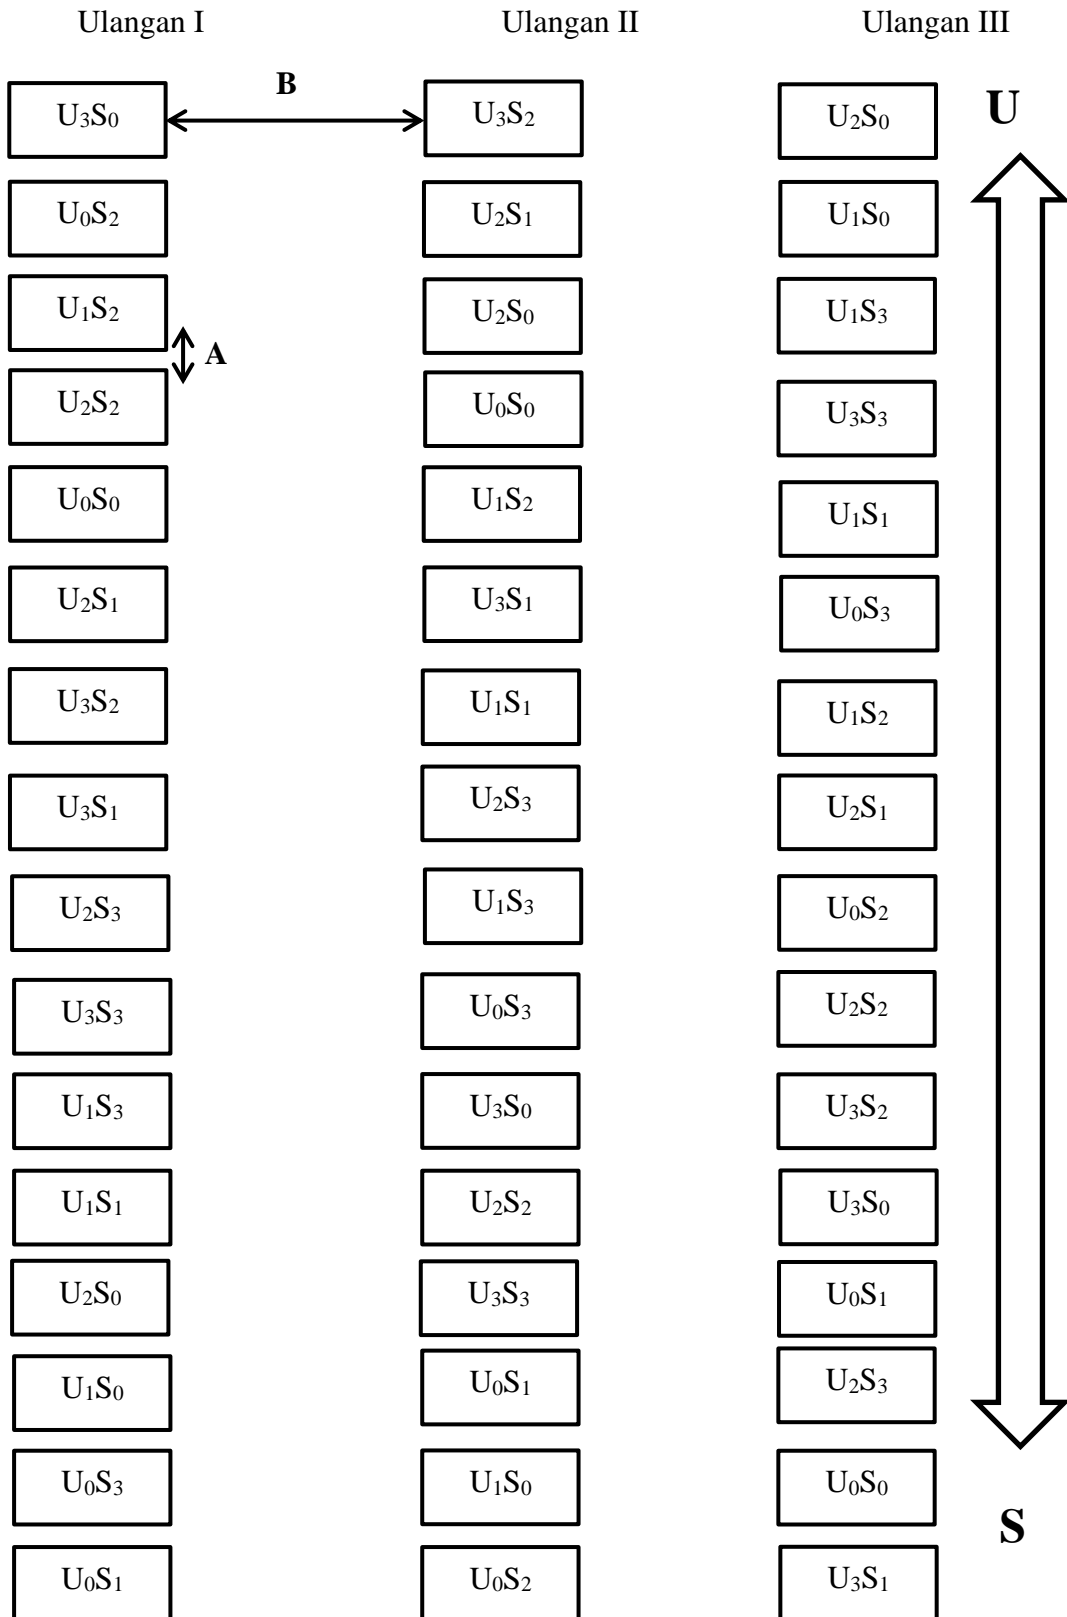 Ulangan I Ulangan II Ulangan III
B
U₃S₀ U₃S₂ U₂S₀ U
U₀S₂ U₂S₁ U₁S₀
U₁S₂ U₂S₀ U₁S₃
A
U₂S₂ U₀S₀ U₃S₃
U₀S₀ U₁S₂ U₁S₁
U₂S₁ U₃S₁ U₀S₃
U₃S₂ U₁S₁ U₁S₂
U₃S₁ U₂S₃ U₂S₁
U₂S₃ U₁S₃ U₀S₂
U₃S₃ U₀S₃ U₂S₂
U₁S₃ U₃S₀ U₃S₂
U₁S₁ U₂S₂ U₃S₀
U₂S₀ U₃S₃ U₀S₁
U₁S₀ U₀S₁ U₂S₃
U₀S₃ U₁S₀ U₀S₀
S
U₀S₁ U₀S₂ U₃S₁